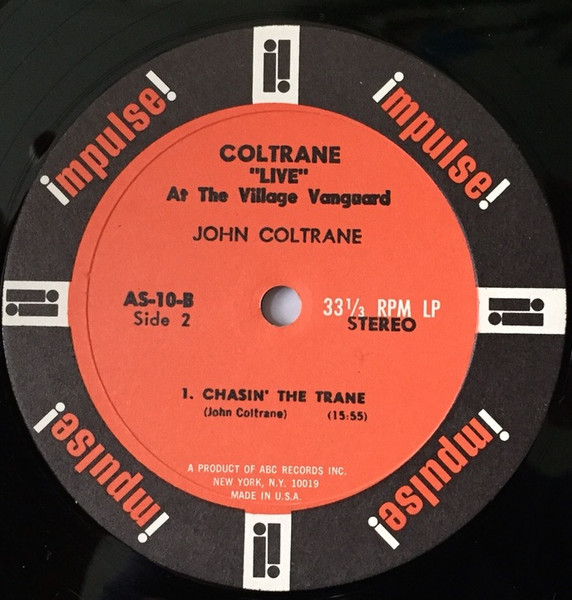 impulse!
impulse!
COLTRANE
"LIVE"
At The Village Vanguard
JOHN COLTRANE
AS-10-B
Side 2
33⅓ RPM LP
STEREO
1. CHASIN' THE TRANE
(John Coltrane) (15:55)
A PRODUCT OF ABC RECORDS INC.
NEW YORK, N.Y. 10019
MADE IN U.S.A.
impulse!
impulse!